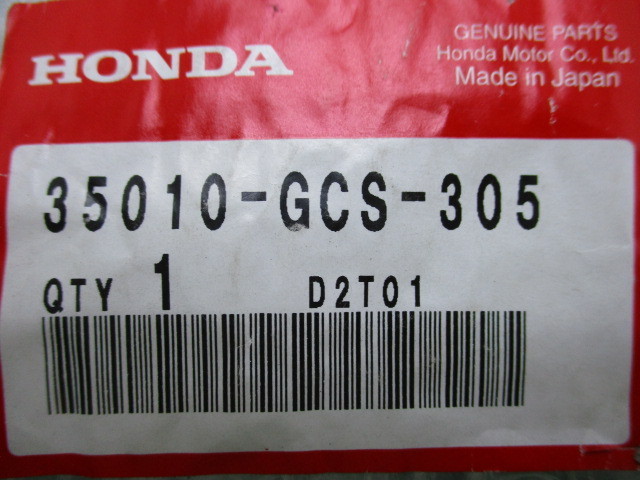 HONDA
GENUINE PARTS
Honda Motor Co., Ltd.
Made in Japan
35010-GCS-305
QTY 1 D2T01